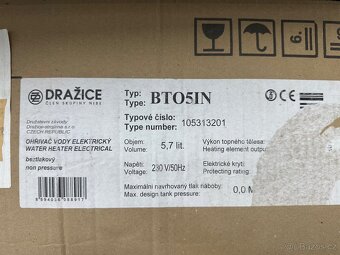 DRAŽICE
ČLEN SKUPINY NIBE
Typ:
Type: BTO5IN
Typové číslo:
Type number: 105313201
Družstevní závody
Dražice-strojírna s.r.o.
CZECH REPUBLIC
OHŘÍVAČ VODY ELEKTRICKÝ
WATER HEATER ELECTRICAL
beztlakový
non pressure
Objem:
Volume: 5,7 lit.
Výkon topného tělesa:
Heating element output
Napětí:
Voltage: 230 V/50Hz
Elektrické krytí:
Protecting rating:
Maximální navrhovaný tlak nádoby:
Max. design tank pressure: 0,0 M